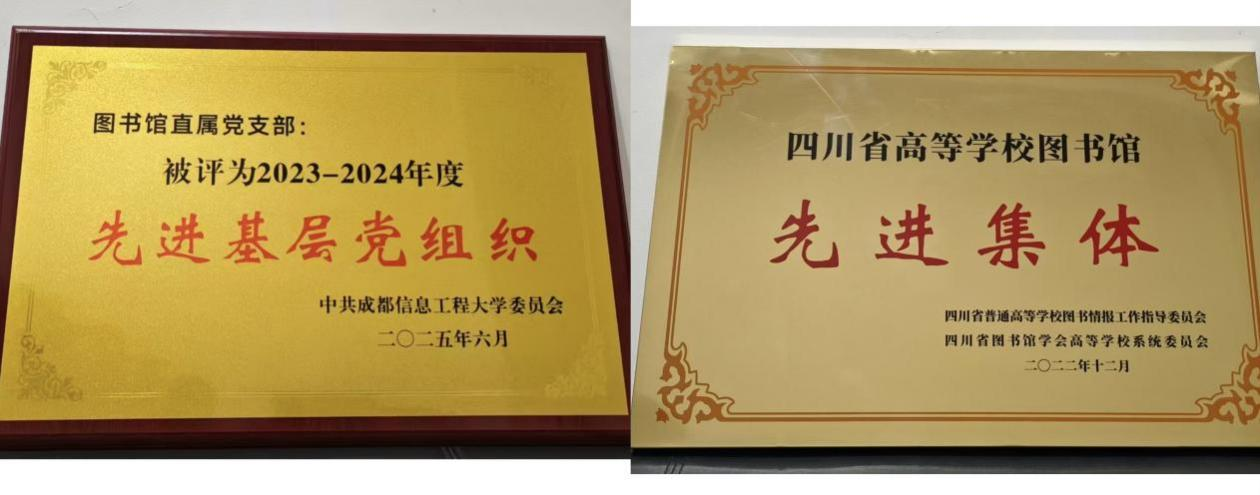 图书馆直属党支部：
被评为2023-2024年度
先进基层党组织
中共成都信息工程大学委员会
二〇二五年六月
四川省高等学校图书馆
先进集体
四川省普通高等学校图书情报工作指导委员会
四川省图书馆学会高等学校系统委员会
二〇二二年十二月